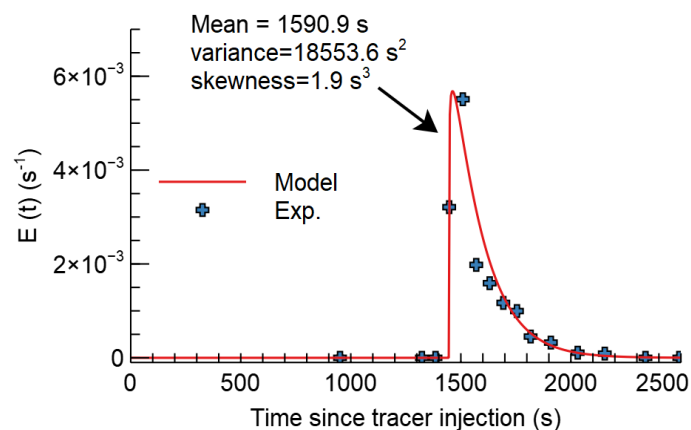 Mean = 1590.9 s
variance=18553.6 s²
skewness=1.9 s³
6×10⁻³
4×10⁻³
2×10⁻³
0
E (t) (s⁻¹)
Model
Exp.
0 500 1000 1500 2000 2500
Time since tracer injection (s)